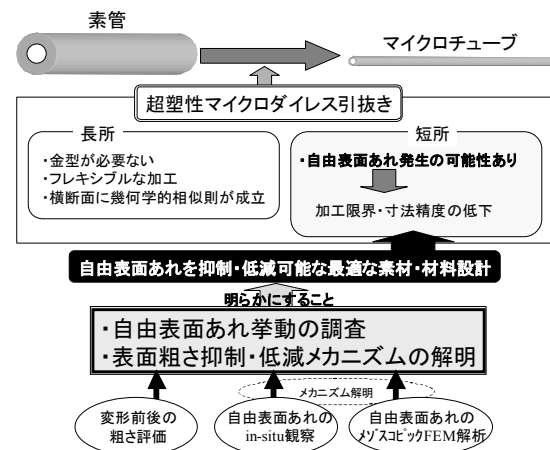 素管
マイクロチューブ
超塑性マイクロダイレス引抜き
長所
・金型が必要ない
・フレキシブルな加工
・横断面に幾何学的相似則が成立
短所
・自由表面あれ発生の可能性あり
加工限界・寸法精度の低下
自由表面あれを抑制・低減可能な最適な素材・材料設計
明らかにすること
・自由表面あれ挙動の調査
・表面粗さ抑制・低減メカニズムの解明
メカニズム解明
変形前後の
粗さ評価
自由表面あれの
in-situ観察
自由表面あれの
ﾒｿﾞｽｺﾋﾟｯｸFEM解析